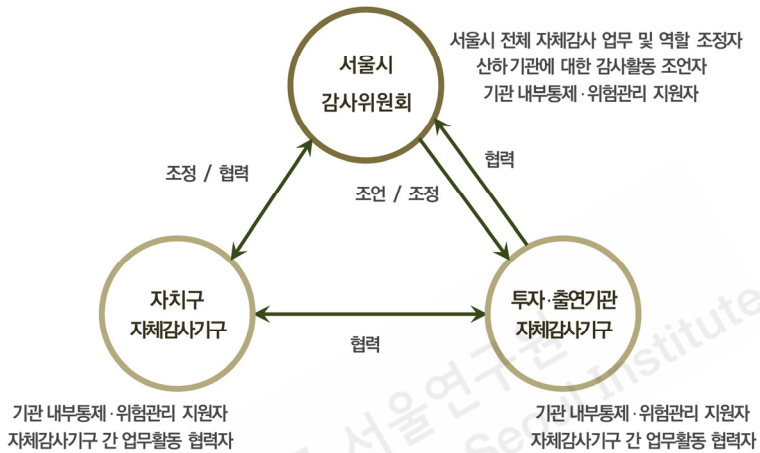 서울시
감사위원회
서울시 전체 자체감사 업무 및 역할 조정자
산하 기관에 대한 감사활동 조언자
기관 내부통제·위험관리 지원자
조정 / 협력
조언 / 조정
협력
자치구
자체감사기구
협력
투자·출연기관
자체감사기구
기관 내부통제·위험관리 지원자
자체감사기구 간 업무활동 협력자
기관 내부통제·위험관리 지원자
자체감사기구 간 업무활동 협력자
서울연구원
Seoul Institute